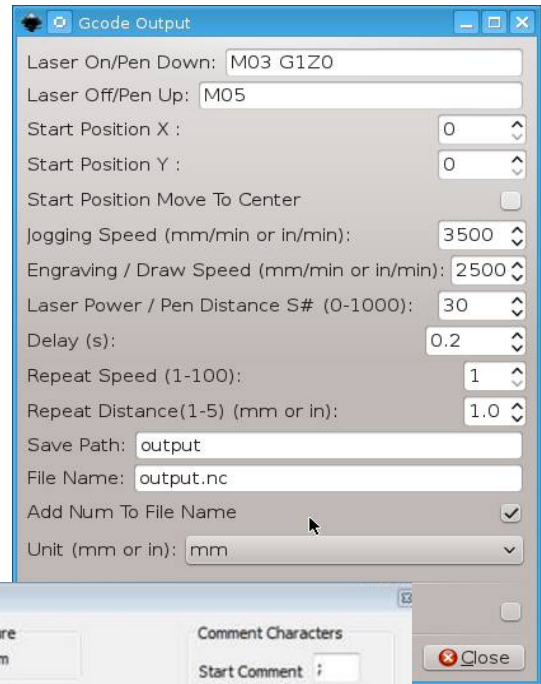 Gcode Output
Laser On/Pen Down: M03 G1Z0
Laser Off/Pen Up: M05
Start Position X : 0
Start Position Y : 0
Start Position Move To Center
Jogging Speed (mm/min or in/min): 3500
Engraving / Draw Speed (mm/min or in/min): 2500
Laser Power / Pen Distance S# (0-1000): 30
Delay (s): 0.2
Repeat Speed (1-100): 1
Repeat Distance(1-5) (mm or in): 1.0
Save Path: output
File Name: output.nc
Add Num To File Name
Unit (mm or in): mm
Comment Characters
Start Comment ;
Close